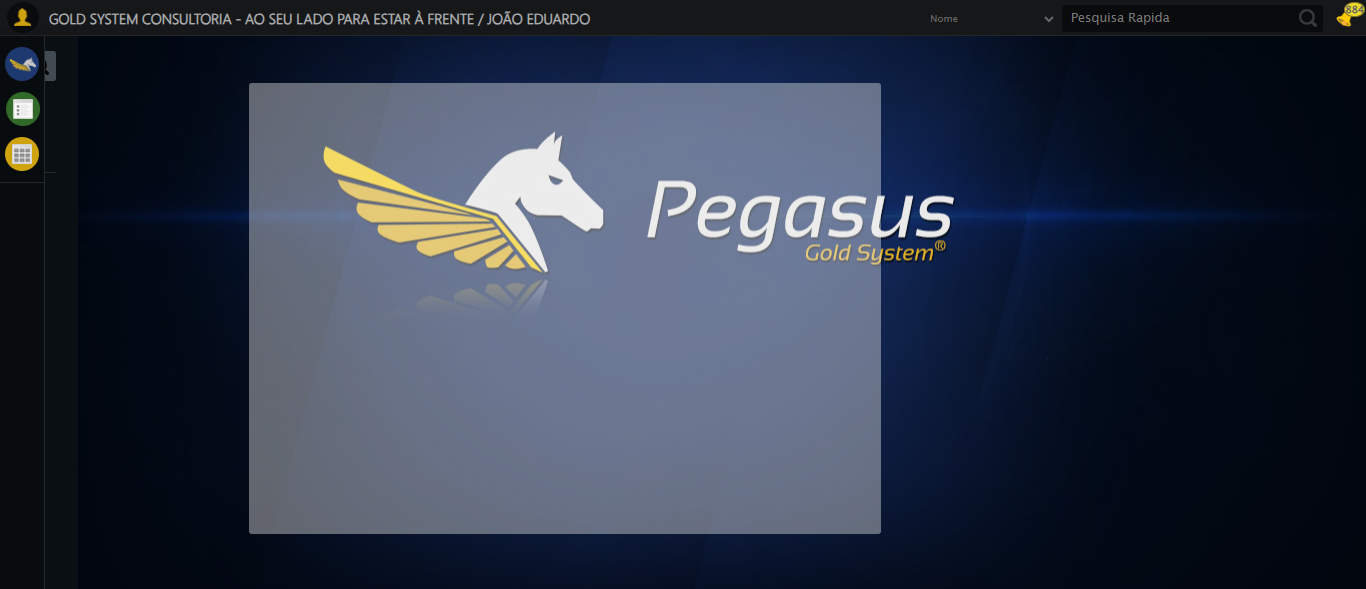 GOLD SYSTEM CONSULTORIA - AO SEU LADO PARA ESTAR À FRENTE / JOÃO EDUARDO
Nome
Pesquisa Rapida
884
Pegasus
Gold System®